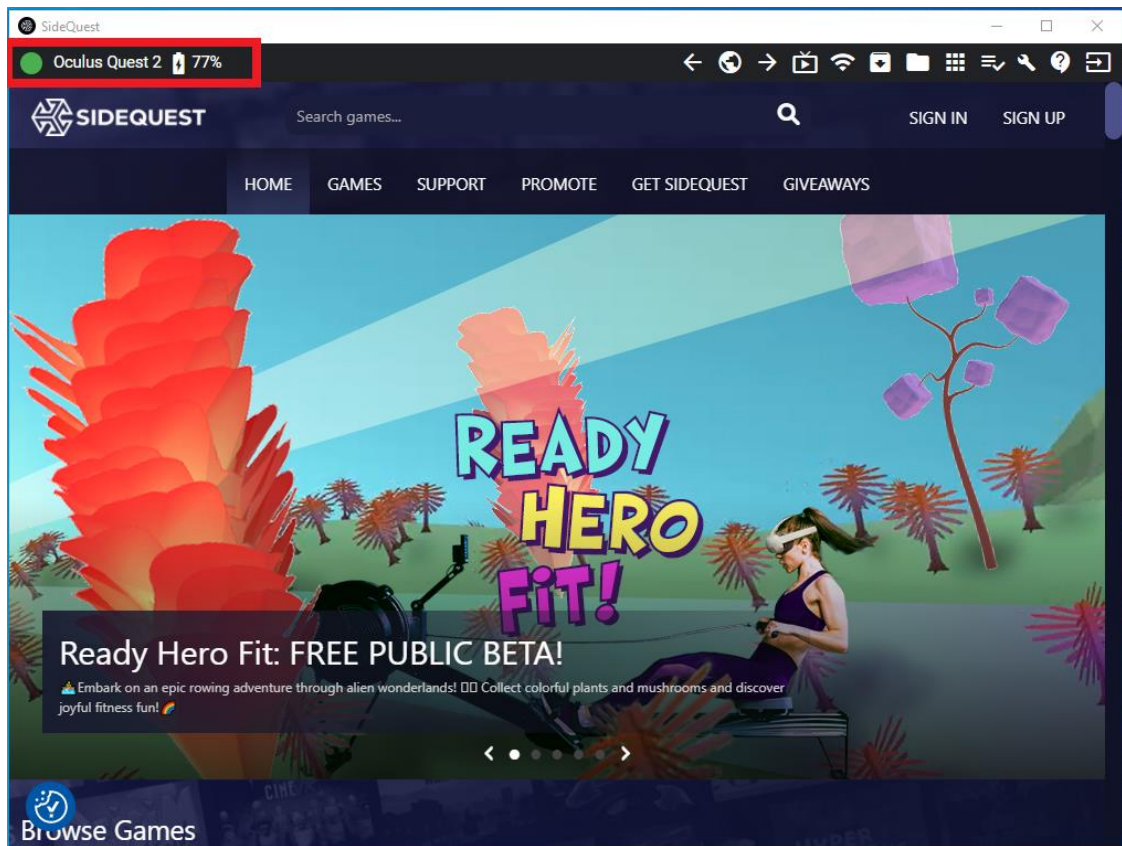 SideQuest
Oculus Quest 2 77%
SIDEQUEST
Search games...
SIGN IN SIGN UP
HOME GAMES SUPPORT PROMOTE GET SIDEQUEST GIVEAWAYS
READY
HERO
FiT!
Ready Hero Fit: FREE PUBLIC BETA!
Embark on an epic rowing adventure through alien wonderlands! Collect colorful plants and mushrooms and discover
joyful fitness fun!
Browse Games